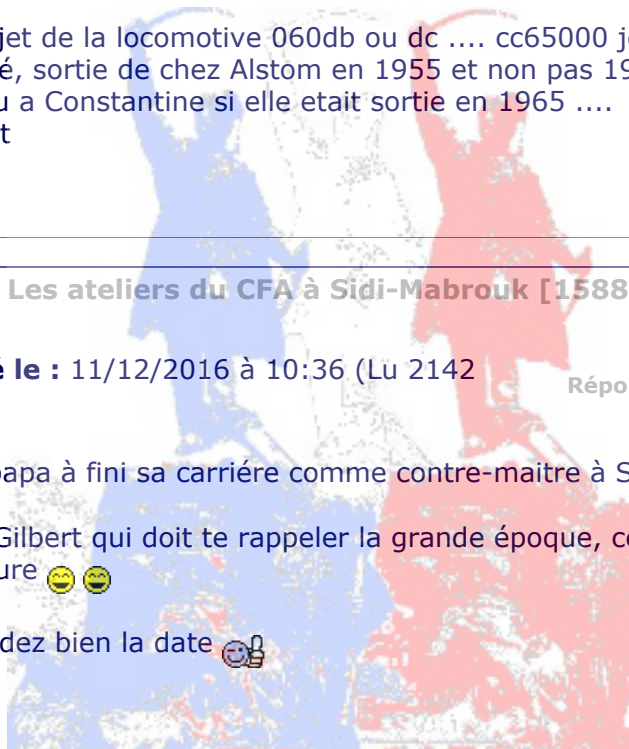 jet de la locomotive 060db ou dc .... cc65000 j
é, sortie de chez Alstom en 1955 et non pas 19
u a Constantine si elle etait sortie en 1965 ....
t
Les ateliers du CFA à Sidi-Mabrouk [1588
é le : 11/12/2016 à 10:36 (Lu 2142
Répo
papa à fini sa carriére comme contre-maitre à S
Gilbert qui doit te rappeler la grande époque, c
ure
dez bien la date